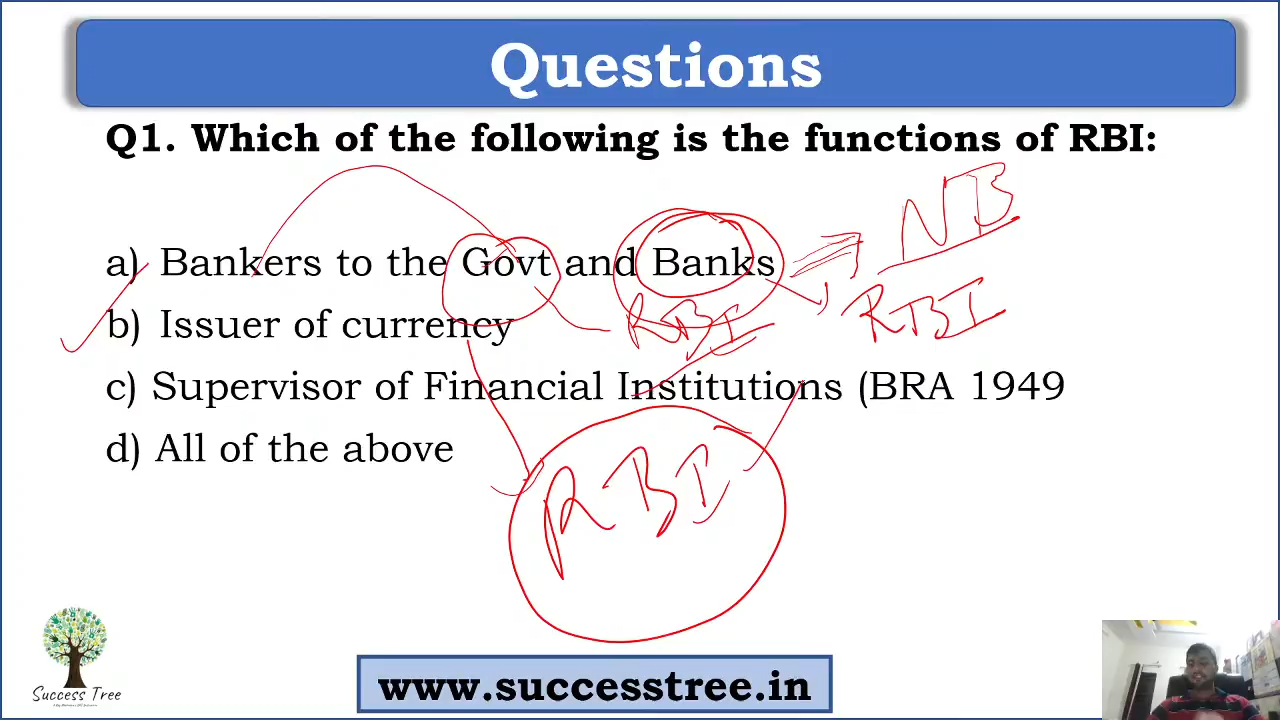 Questions
Q1. Which of the following is the functions of RBI:
NB
a) Bankers to the Govt and Banks
RBI
RBI
b) Issuer of currency
c) Supervisor of Financial Institutions (BRA 1949
d) All of the above
RBI
Success Tree
www.successtree.in